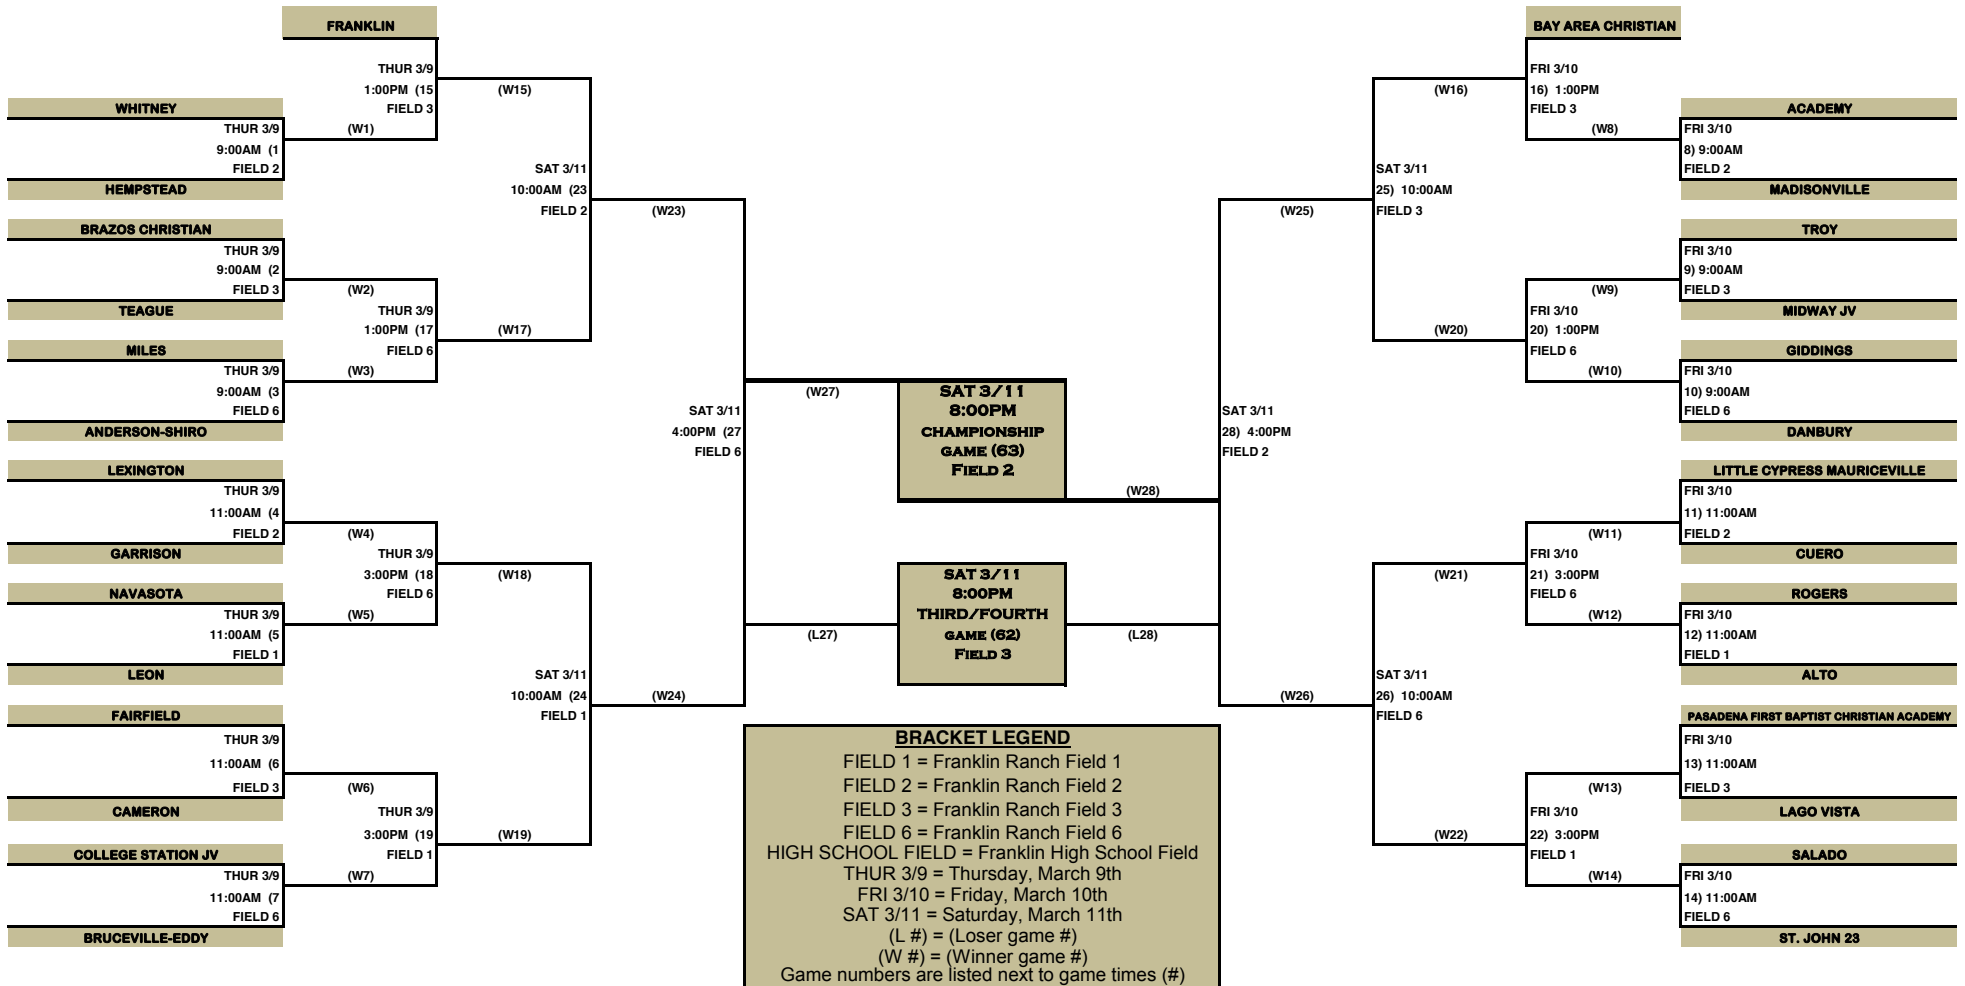 FRANKLIN
THUR 3/9
1:00PM (15
FIELD 3
(W15)
WHITNEY
THUR 3/9
9:00AM (1
FIELD 2
(W1)
HEMPSTEAD
SAT 3/11
10:00AM (23
FIELD 2
(W23)
BRAZOS CHRISTIAN
THUR 3/9
9:00AM (2
FIELD 3
(W2)
TEAGUE
THUR 3/9
1:00PM (17
FIELD 6
(W17)
MILES
THUR 3/9
9:00AM (3
FIELD 6
(W3)
ANDERSON-SHIRO
SAT 3/11
4:00PM (27
FIELD 6
(W27)
LEXINGTON
THUR 3/9
11:00AM (4
FIELD 2
(W4)
GARRISON
THUR 3/9
3:00PM (18
FIELD 6
(W18)
NAVASOTA
THUR 3/9
11:00AM (5
FIELD 1
(W5)
LEON
SAT 3/11
10:00AM (24
FIELD 1
(W24)
FAIRFIELD
THUR 3/9
11:00AM (6
FIELD 3
(W6)
CAMERON
THUR 3/9
3:00PM (19
FIELD 1
(W19)
COLLEGE STATION JV
THUR 3/9
11:00AM (7
FIELD 6
(W7)
BRUCEVILLE-EDDY
SAT 3/11
8:00PM
CHAMPIONSHIP
GAME (63)
FIELD 2
(W28)
SAT 3/11
8:00PM
THIRD/FOURTH
GAME (62)
FIELD 3
(L27)
(L28)
BRACKET LEGEND
FIELD 1 = Franklin Ranch Field 1
FIELD 2 = Franklin Ranch Field 2
FIELD 3 = Franklin Ranch Field 3
FIELD 6 = Franklin Ranch Field 6
HIGH SCHOOL FIELD = Franklin High School Field
THUR 3/9 = Thursday, March 9th
FRI 3/10 = Friday, March 10th
SAT 3/11 = Saturday, March 11th
(L #) = (Loser game #)
(W #) = (Winner game #)
Game numbers are listed next to game times (#)
BAY AREA CHRISTIAN
FRI 3/10
16) 1:00PM
FIELD 3
(W16)
ACADEMY
FRI 3/10
8) 9:00AM
FIELD 2
(W8)
MADISONVILLE
SAT 3/11
25) 10:00AM
FIELD 3
(W25)
TROY
FRI 3/10
9) 9:00AM
FIELD 3
(W9)
MIDWAY JV
FRI 3/10
20) 1:00PM
FIELD 6
(W20)
GIDDINGS
FRI 3/10
10) 9:00AM
FIELD 6
(W10)
DANBURY
SAT 3/11
28) 4:00PM
FIELD 2
LITTLE CYPRESS MAURICEVILLE
FRI 3/10
11) 11:00AM
FIELD 2
(W11)
CUERO
FRI 3/10
21) 3:00PM
FIELD 6
(W21)
ROGERS
FRI 3/10
12) 11:00AM
FIELD 1
(W12)
ALTO
SAT 3/11
26) 10:00AM
FIELD 6
(W26)
PASADENA FIRST BAPTIST CHRISTIAN ACADEMY
FRI 3/10
13) 11:00AM
FIELD 3
(W13)
LAGO VISTA
FRI 3/10
22) 3:00PM
FIELD 1
(W22)
SALADO
FRI 3/10
14) 11:00AM
FIELD 6
(W14)
ST. JOHN 23